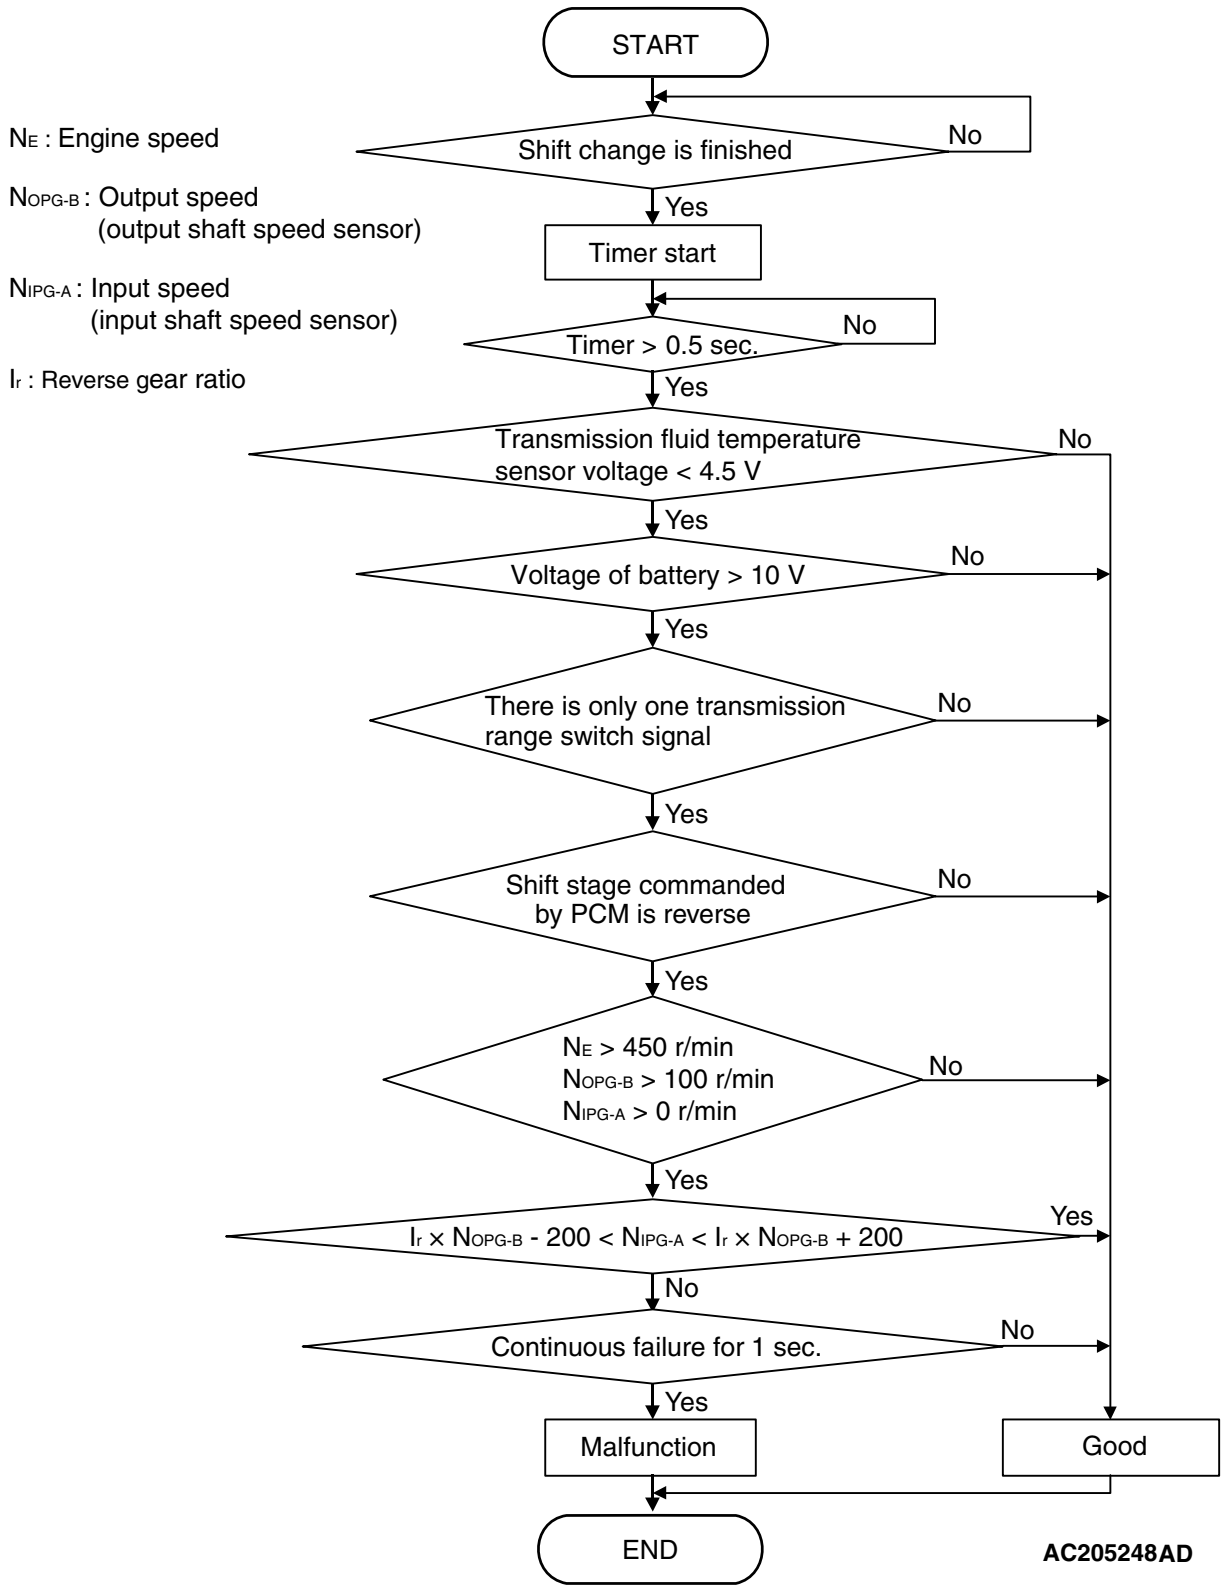 START
No
NE : Engine speed
Shift change is finished
Yes
NOPG-B : Output speed
(output shaft speed sensor)
Timer start
NIPG-A : Input speed
(input shaft speed sensor)
No
Timer > 0.5 sec.
Yes
Ir : Reverse gear ratio
Transmission fluid temperature
sensor voltage < 4.5 V
No
Yes
Voltage of battery > 10 V
No
Yes
There is only one transmission
range switch signal
No
Yes
Shift stage commanded
by PCM is reverse
No
Yes
NE > 450 r/min
NOPG-B > 100 r/min
NIPG-A > 0 r/min
No
Yes
Ir × NOPG-B - 200 < NIPG-A < Ir × NOPG-B + 200
Yes
No
Continuous failure for 1 sec.
No
Yes
Malfunction
Good
END
AC205248AD